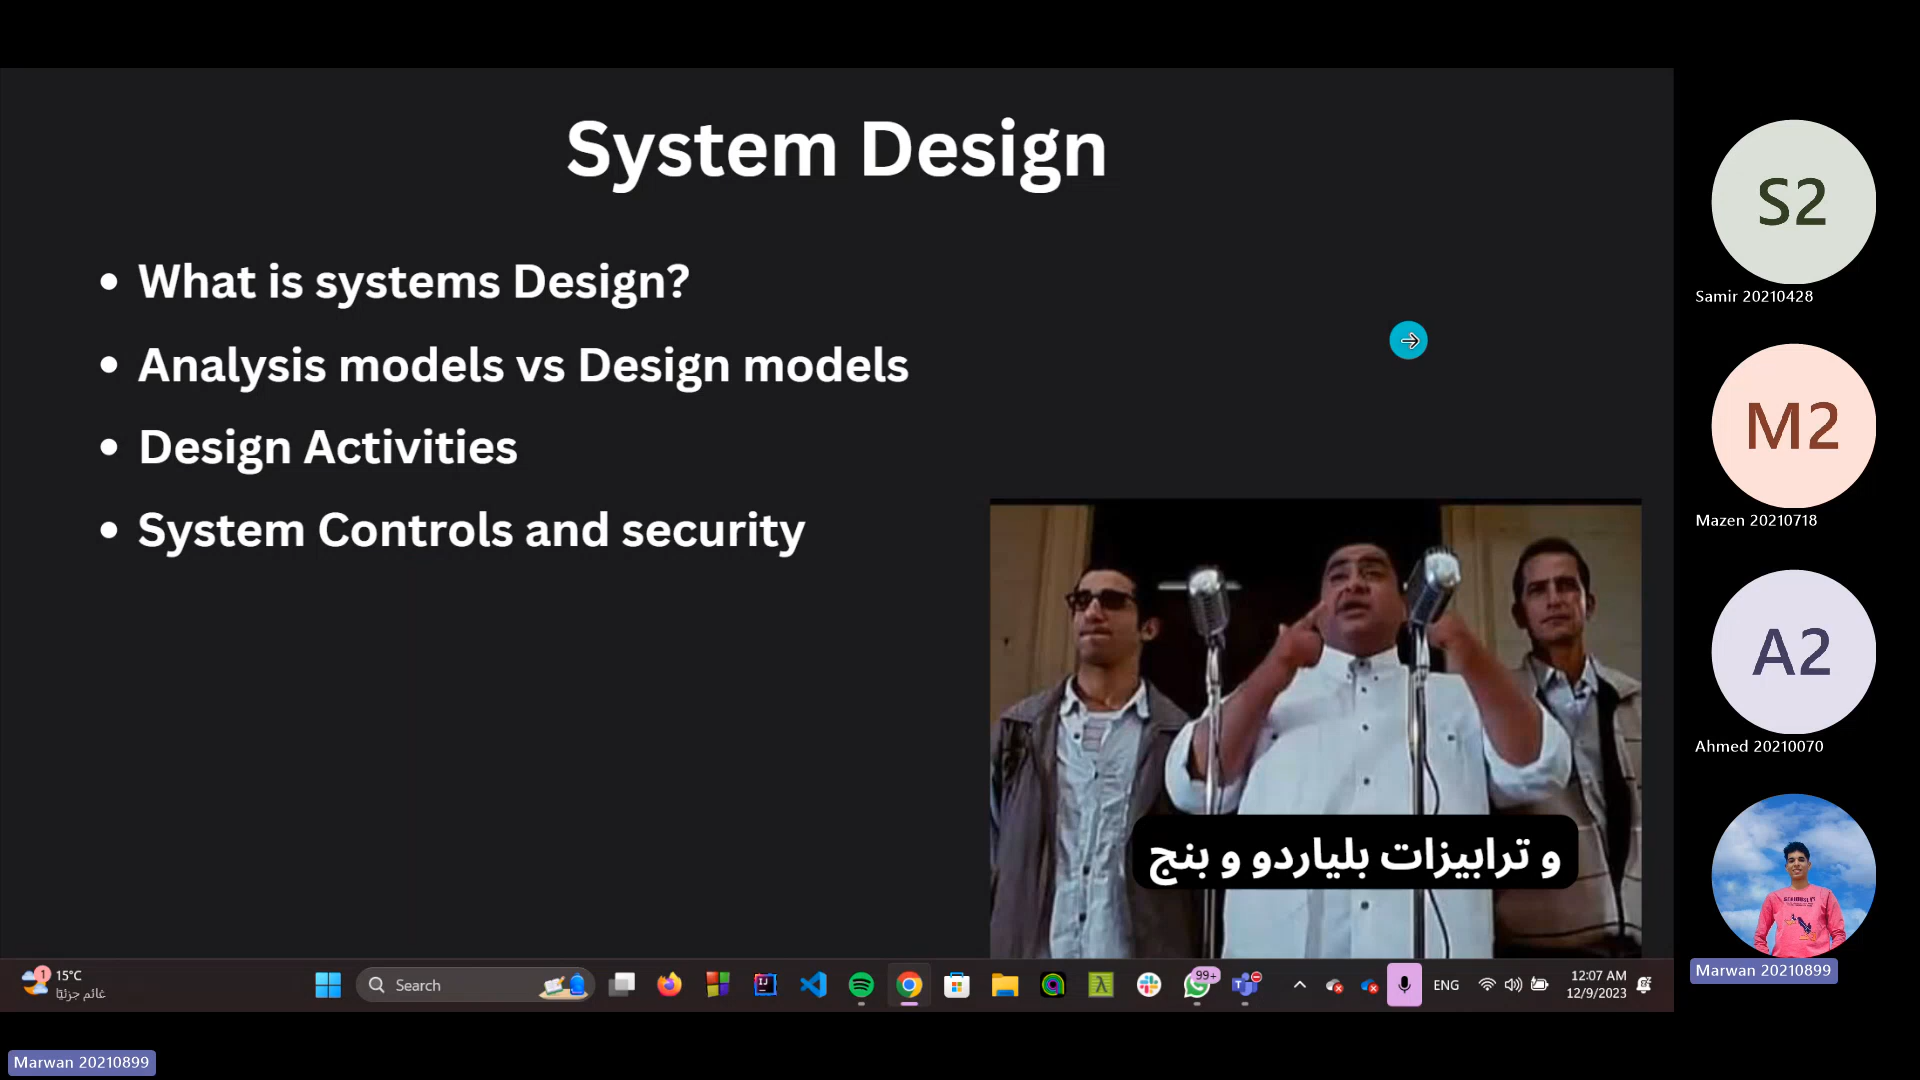 System Design
What is systems Design?
Analysis models vs Design models
Design Activities
System Controls and security
و ترابيزات بلياردو و بنج
S2
Samir 20210428
M2
Mazen 20210718
A2
Ahmed 20210070
Marwan 20210899
1
15°C
غائم جزئيًا
Search
99+
ENG
12:07 AM
12/9/2023
Marwan 20210899